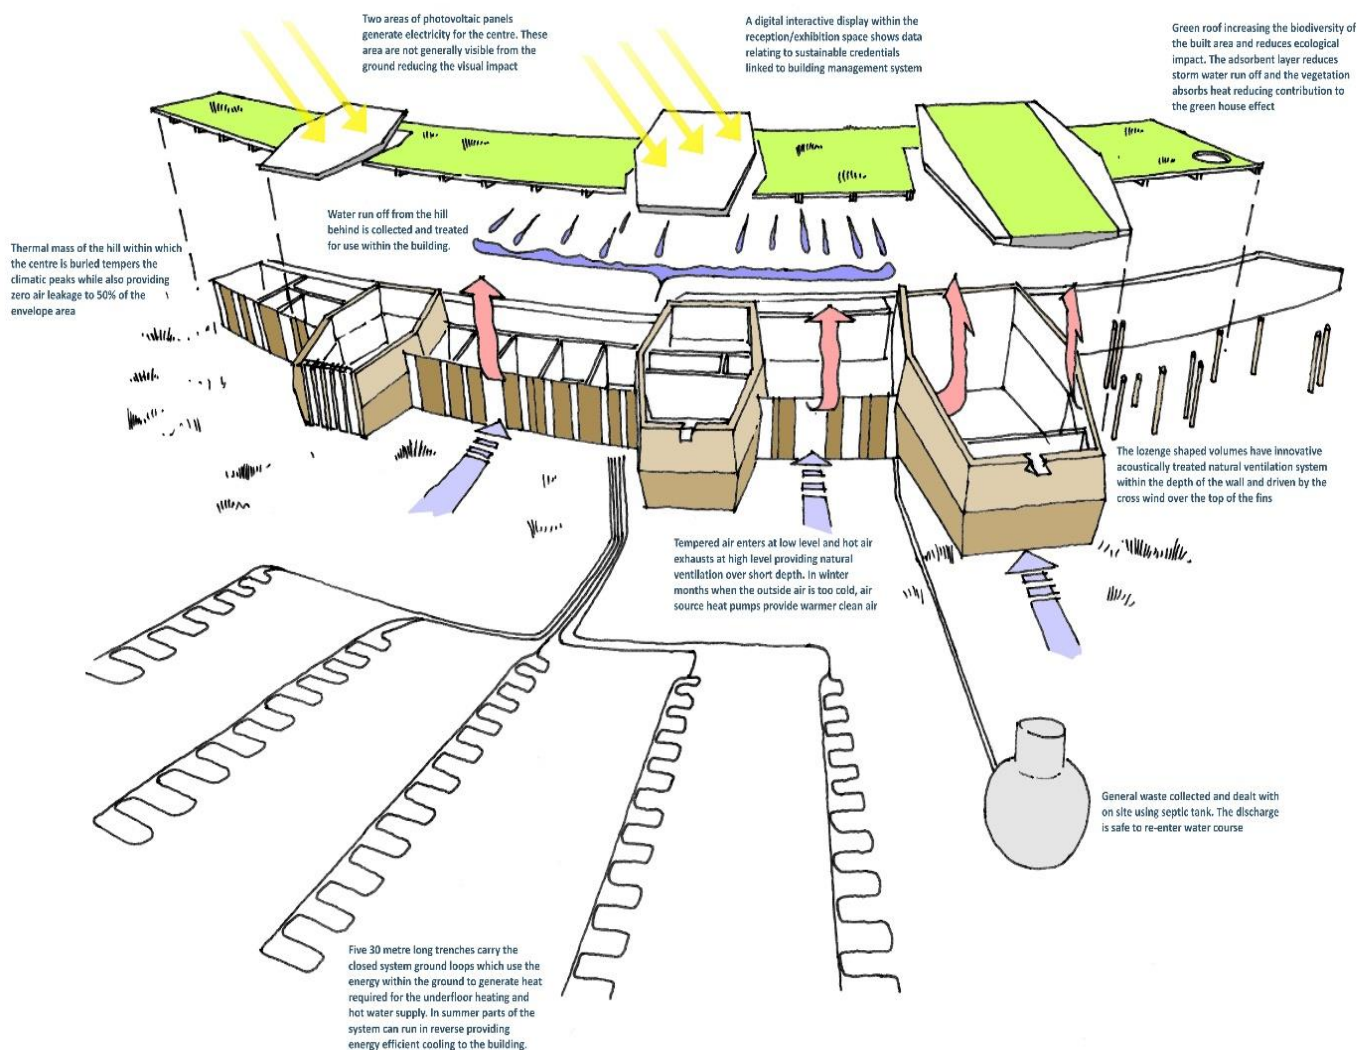 Two areas of photovoltaic panels
generate electricity for the centre. These
area are not generally visible from the
ground reducing the visual impact
A digital interactive display within the
reception/exhibition space shows data
relating to sustainable credentials
linked to building management system
Green roof increasing the biodiversity of
the built area and reduces ecological
impact. The adsorbent layer reduces
storm water run off and the vegetation
absorbs heat reducing contribution to
the green house effect
Water run off from the hill
behind is collected and treated
for use within the building.
Thermal mass of the hill within which
the centre is buried tempers the
climatic peaks while also providing
zero air leakage to 50% of the
envelope area
The lozenge shaped volumes have innovative
acoustically treated natural ventilation system
within the depth of the wall and driven by the
cross wind over the top of the fins
Tempered air enters at low level and hot air
exhausts at high level providing natural
ventilation over short depth. In winter
months when the outside air is too cold, air
source heat pumps provide warmer clean air
General waste collected and dealt with
on site using septic tank. The discharge
is safe to re-enter water course
Five 30 metre long trenches carry the
closed system ground loops which use the
energy within the ground to generate heat
required for the underfloor heating and
hot water supply. In summer parts of the
system can run in reverse providing
energy efficient cooling to the building.